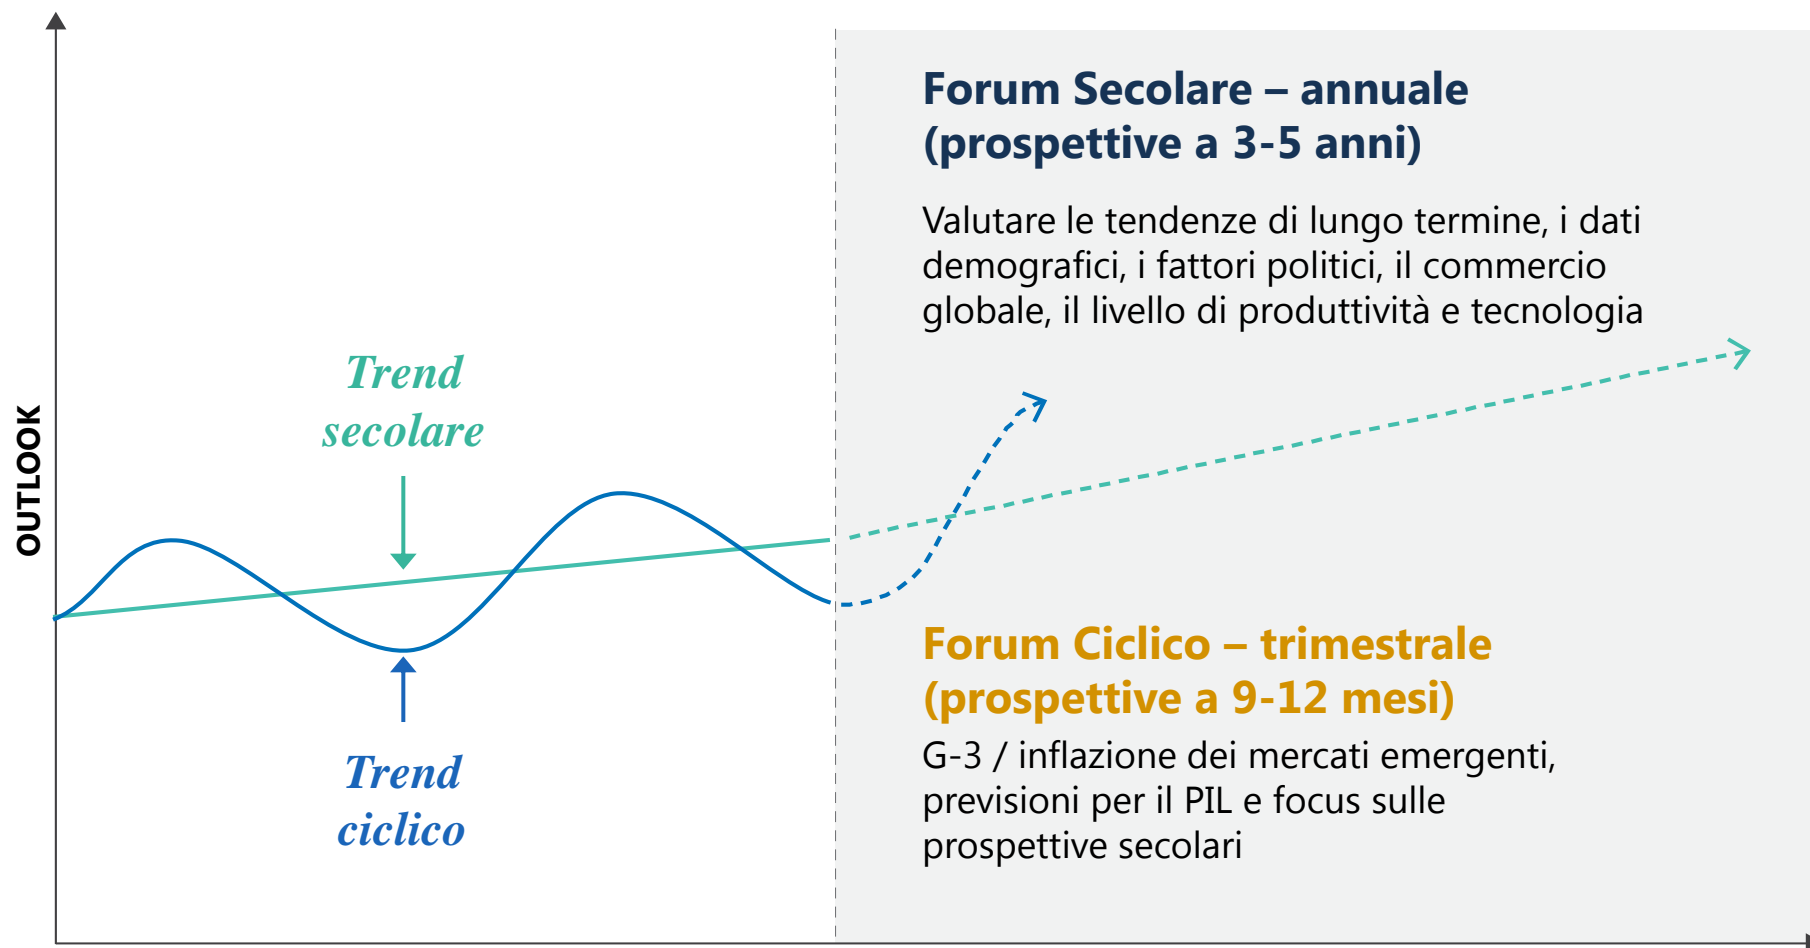 OUTLOOK
Trend
secolare
Trend
ciclico
Forum Secolare – annuale
(prospettive a 3-5 anni)
Valutare le tendenze di lungo termine, i dati
demografici, i fattori politici, il commercio
globale, il livello di produttività e tecnologia
Forum Ciclico – trimestrale
(prospettive a 9-12 mesi)
G-3 / inflazione dei mercati emergenti,
previsioni per il PIL e focus sulle
prospettive secolari